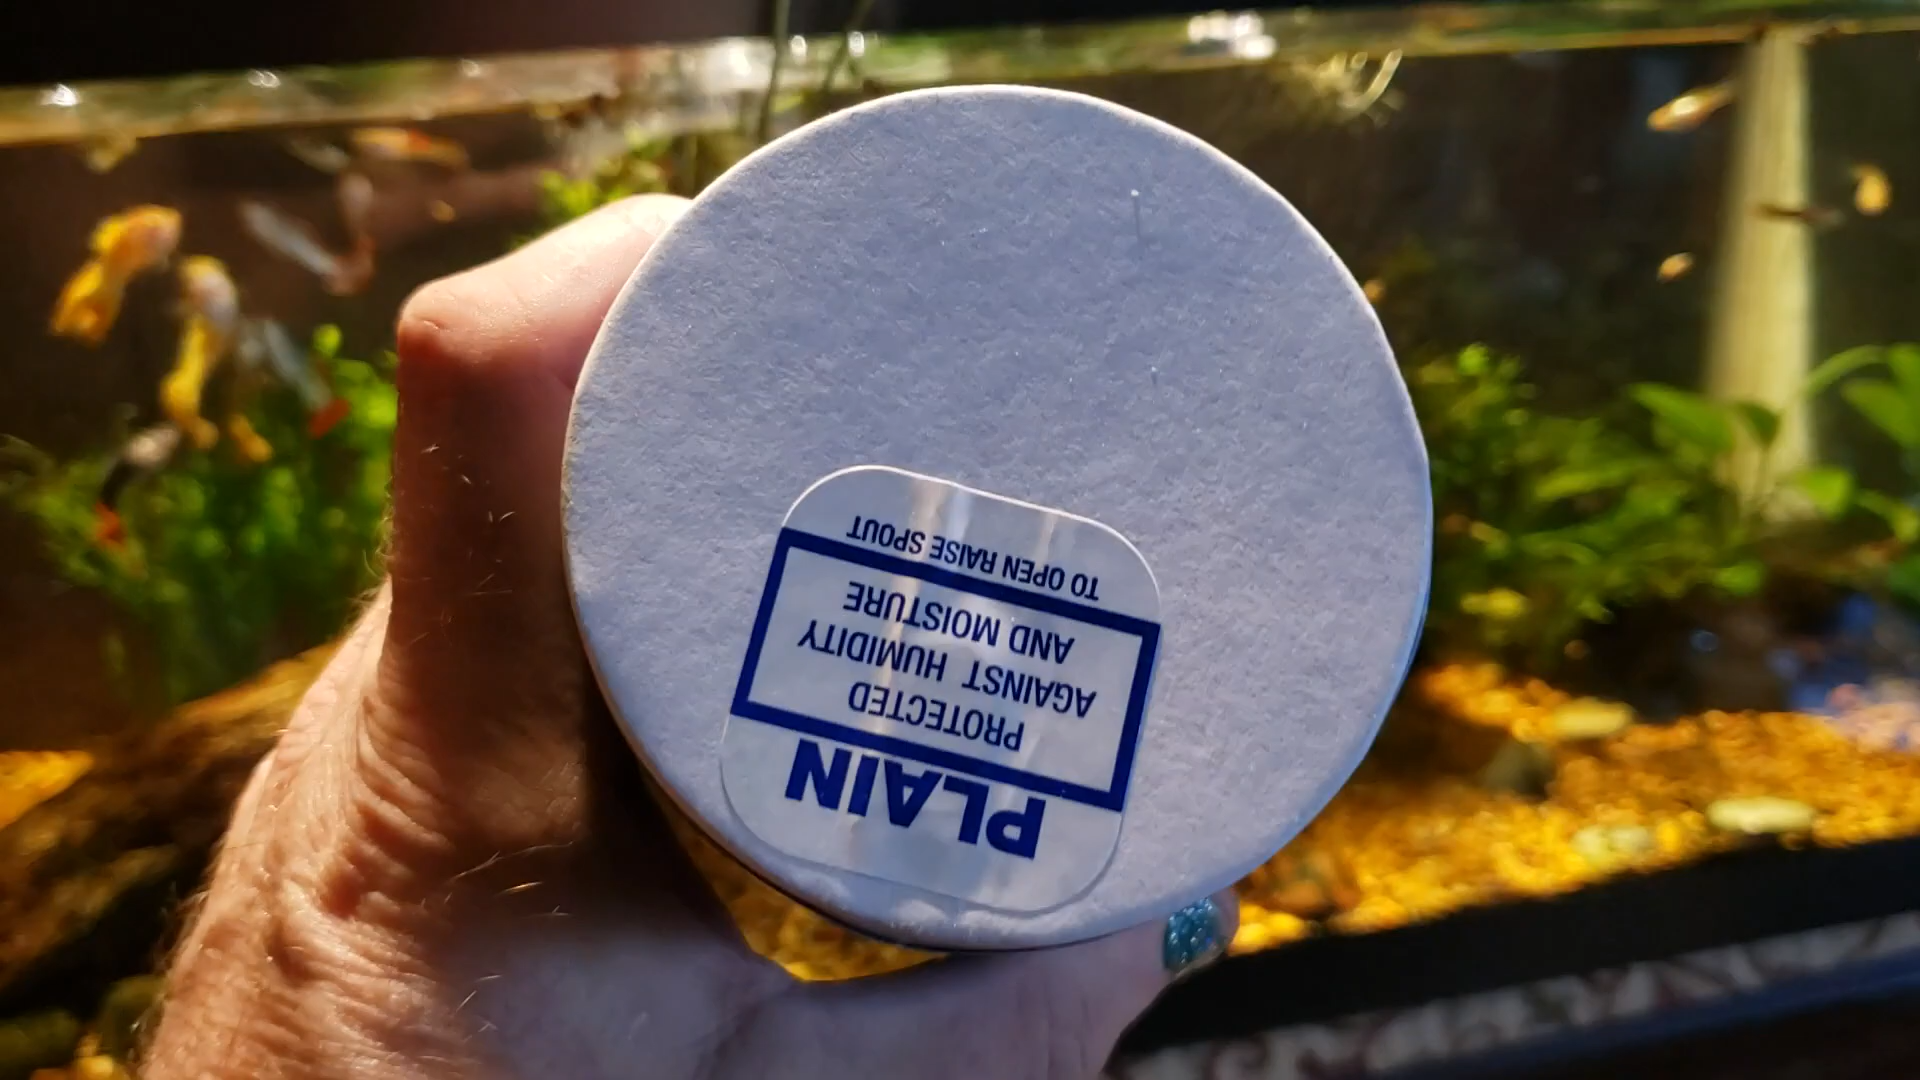 PLAIN
PROTECTED
AGAINST HUMIDITY
AND MOISTURE
TO OPEN RAISE SPOUT